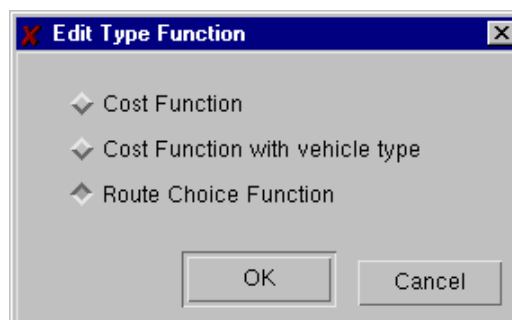 Edit Type Function
Cost Function
Cost Function with vehicle type
Route Choice Function
OK
Cancel